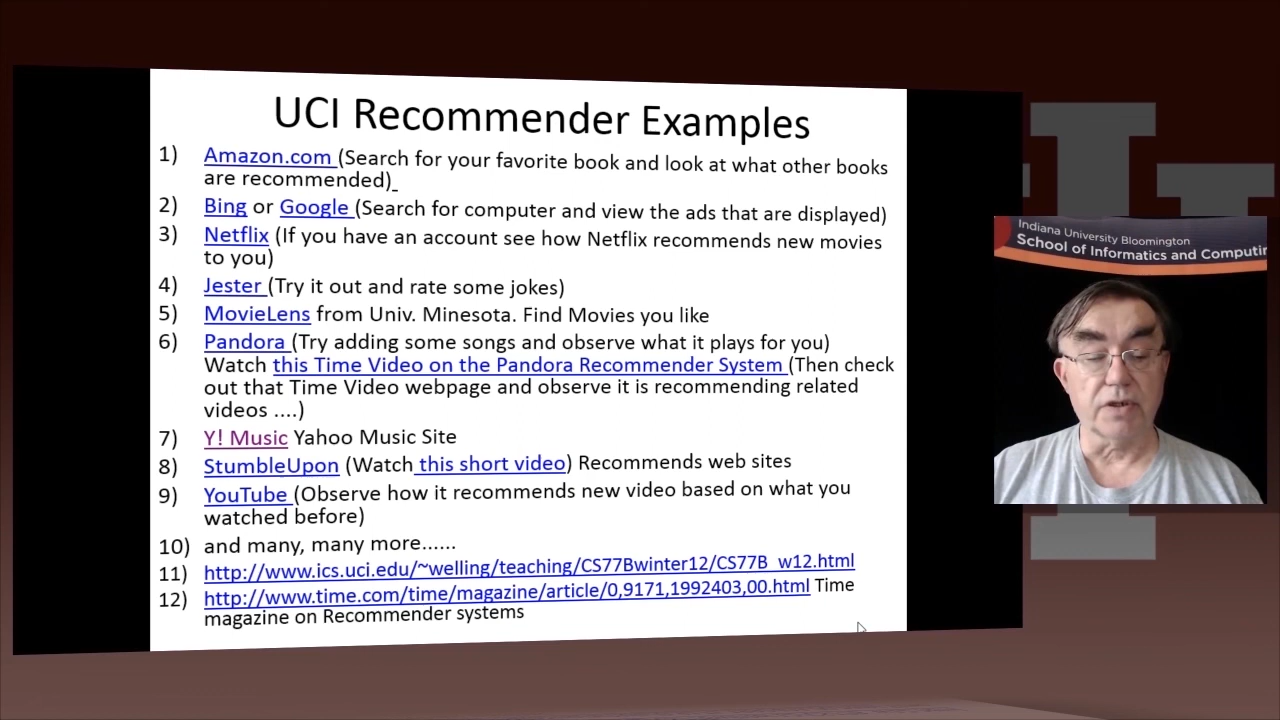 UCI Recommender Examples
1) Amazon.com (Search for your favorite book and look at what other books
are recommended)
2) Bing or Google (Search for computer and view the ads that are displayed)
3) Netflix (If you have an account see how Netflix recommends new movies
to you)
4) Jester (Try it out and rate some jokes)
5) MovieLens from Univ. Minesota. Find Movies you like
6) Pandora (Try adding some songs and observe what it plays for you)
Watch this Time Video on the Pandora Recommender System (Then check
out that Time Video webpage and observe it is recommending related
videos ....)
7) Y! Music Yahoo Music Site
8) StumbleUpon (Watch this short video) Recommends web sites
9) YouTube (Observe how it recommends new video based on what you
watched before)
10) and many, many more......
11) http://www.ics.uci.edu/~welling/teaching/CS77Bwinter12/CS77B_w12.html
12) http://www.time.com/time/magazine/article/0,9171,1992403,00.html Time
magazine on Recommender systems
Indiana University Bloomington
School of Informatics and Computin